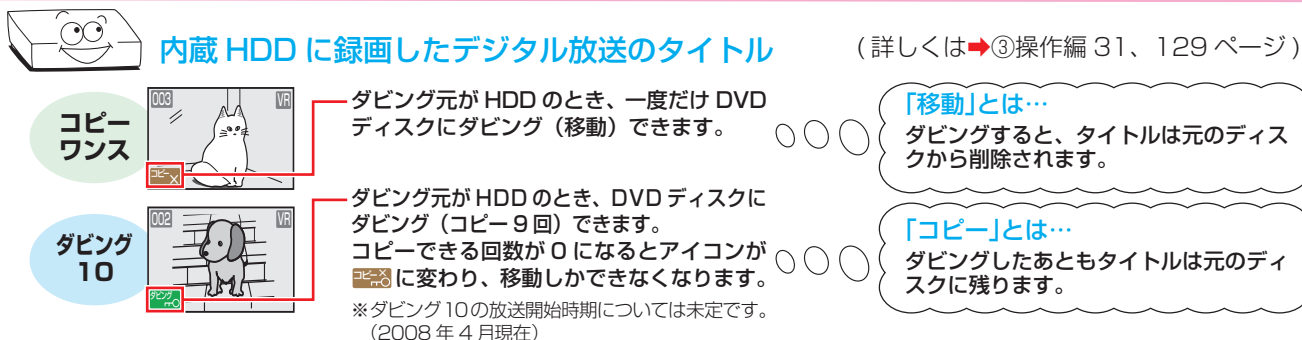 内蔵 HDD に録画したデジタル放送のタイトル
(詳しくは➡③操作編 31、129 ページ)
コピー
ワンス
003
VR
コピー×
ダビング元が HDD のとき、一度だけ DVD
ディスクにダビング（移動）できます。
「移動」とは…
ダビングすると、タイトルは元のディス
クから削除されます。
ダビング
10
002
VR
ダビング
ダビング元が HDD のとき、DVD ディスクに
ダビング（コピー 9 回）できます。
コピーできる回数が 0 になるとアイコンが
コピー× に変わり、移動しかできなくなります。
※ダビング10の放送開始時期については未定です。
（2008 年 4 月現在）
「コピー」とは…
ダビングしたあともタイトルは元のディ
スクに残ります。